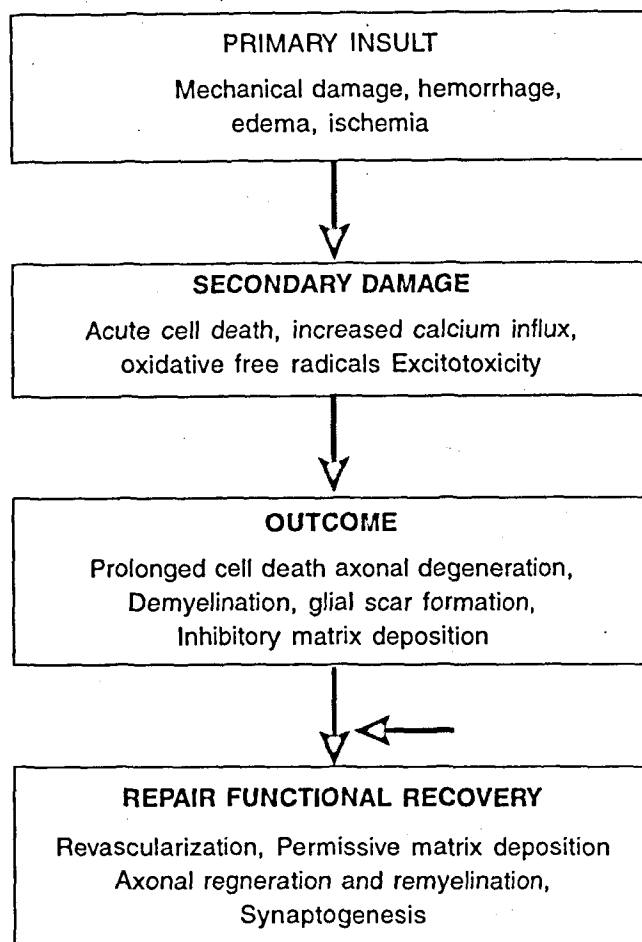 PRIMARY INSULT
Mechanical damage, hemorrhage,
edema, ischemia
SECONDARY DAMAGE
Acute cell death, increased calcium influx,
oxidative free radicals Excitotoxicity
OUTCOME
Prolonged cell death axonal degeneration,
Demyelination, glial scar formation,
Inhibitory matrix deposition
REPAIR FUNCTIONAL RECOVERY
Revascularization, Permissive matrix deposition
Axonal regneration and remyelination,
Synaptogenesis